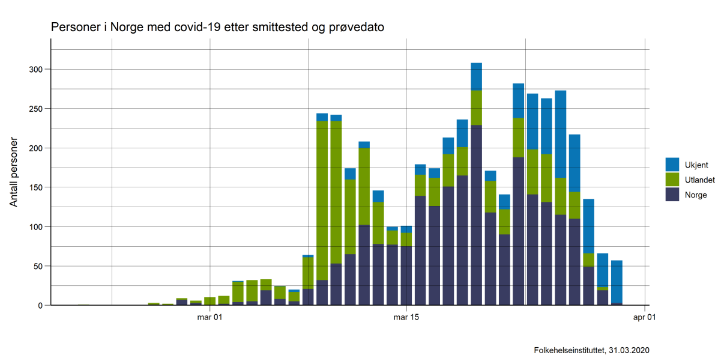 Personer i Norge med covid-19 etter smittested og prøvedato
Antall personer
300
250
200
150
100
50
0
mar 01
mar 15
apr 01
Ukjent
Utlandet
Norge
Folkehelseinstituttet, 31.03.2020